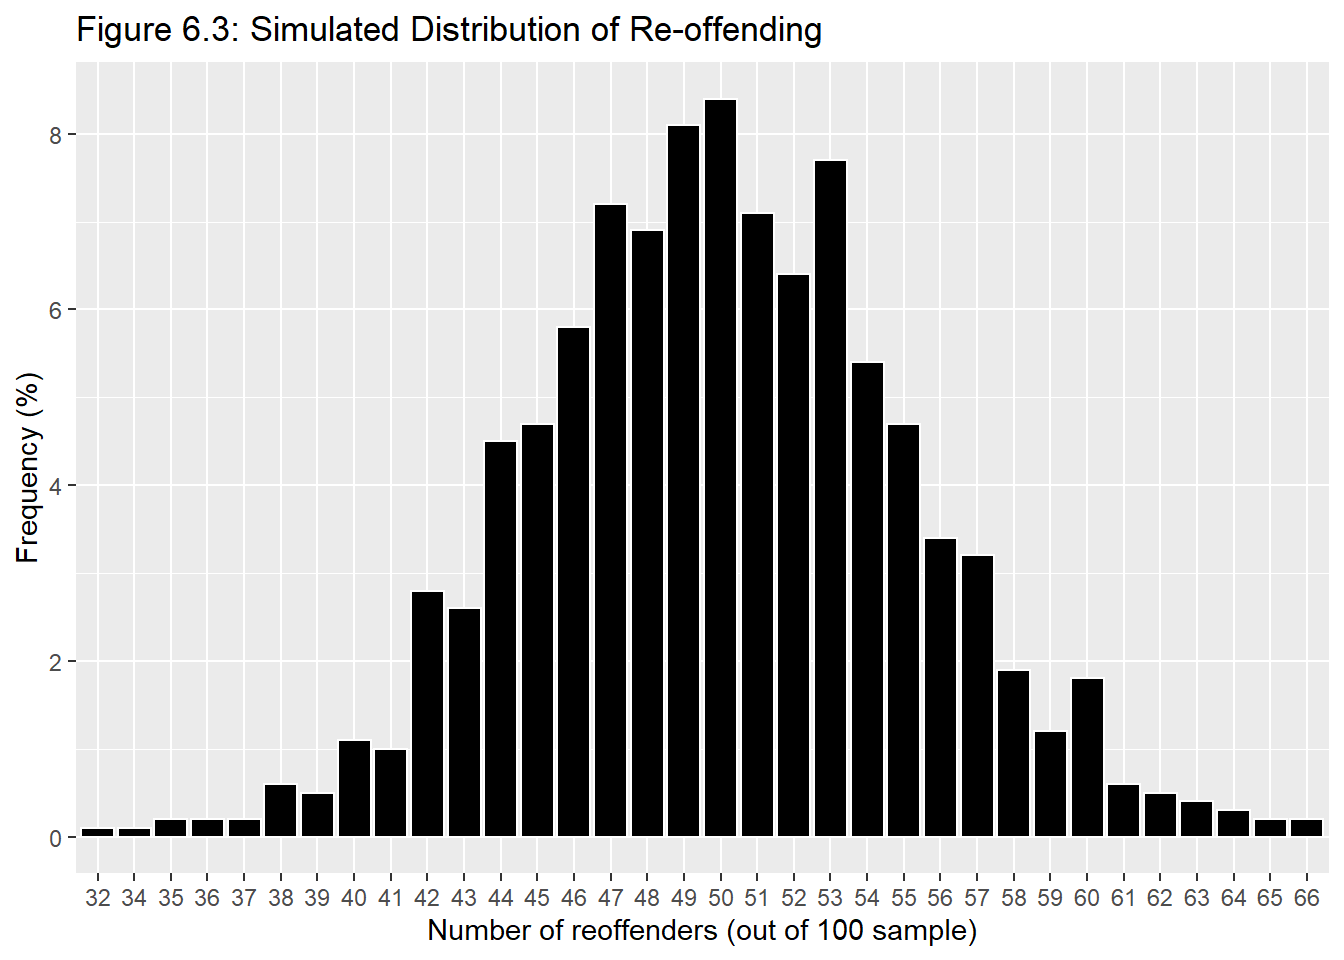 Figure 6.3: Simulated Distribution of Re-offending
Frequency (%)
8
6
4
2
0
32 34 35 36 37 38 39 40 41 42 43 44 45 46 47 48 49 50 51 52 53 54 55 56 57 58 59 60 61 62 63 64 65 66
Number of reoffenders (out of 100 sample)